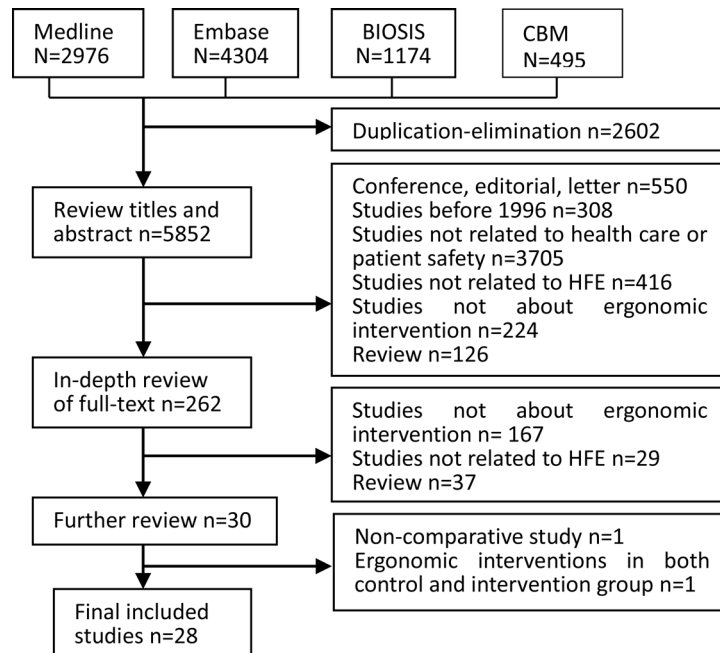 Medline
N=2976
Embase
N=4304
BIOSIS
N=1174
CBM
N=495
Duplication-elimination n=2602
Review titles and
abstract n=5852
Conference, editorial, letter n=550
Studies before 1996 n=308
Studies not related to health care or
patient safety n=3705
Studies not related to HFE n=416
Studies not about ergonomic
intervention n=224
Review n=126
In-depth review
of full-text n=262
Studies not about ergonomic
intervention n= 167
Studies not related to HFE n=29
Review n=37
Further review n=30
Non-comparative study n=1
Ergonomic interventions in both
control and intervention group n=1
Final included
studies n=28